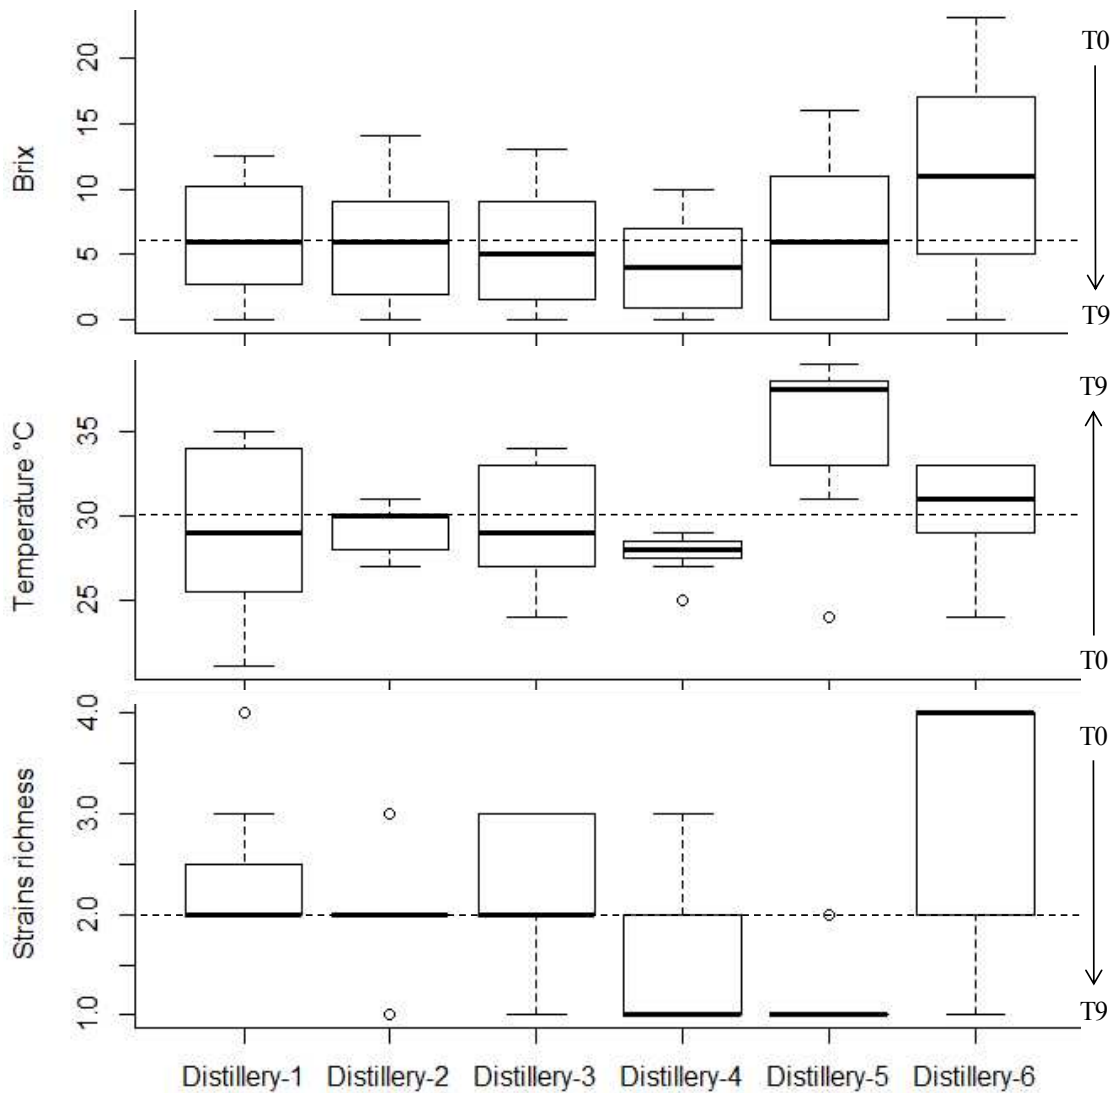 Brix
20
15
10
5
0
T0
T9
Temperature °C
35
30
25
T9
T0
Strains richness
4.0
3.0
2.0
1.0
T0
T9
Distillery-1 Distillery-2 Distillery-3 Distillery-4 Distillery-5 Distillery-6